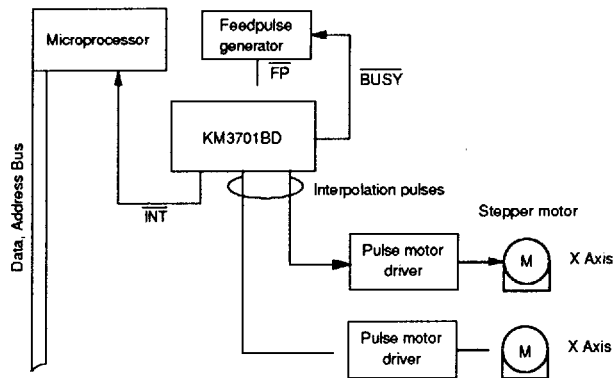 Microprocessor
Feedpulse
generator
FP
BUSY
KM3701BD
Interpolation pulses
INT
Data, Address Bus
Stepper motor
Pulse motor
driver
M
X Axis
Pulse motor
driver
M
X Axis